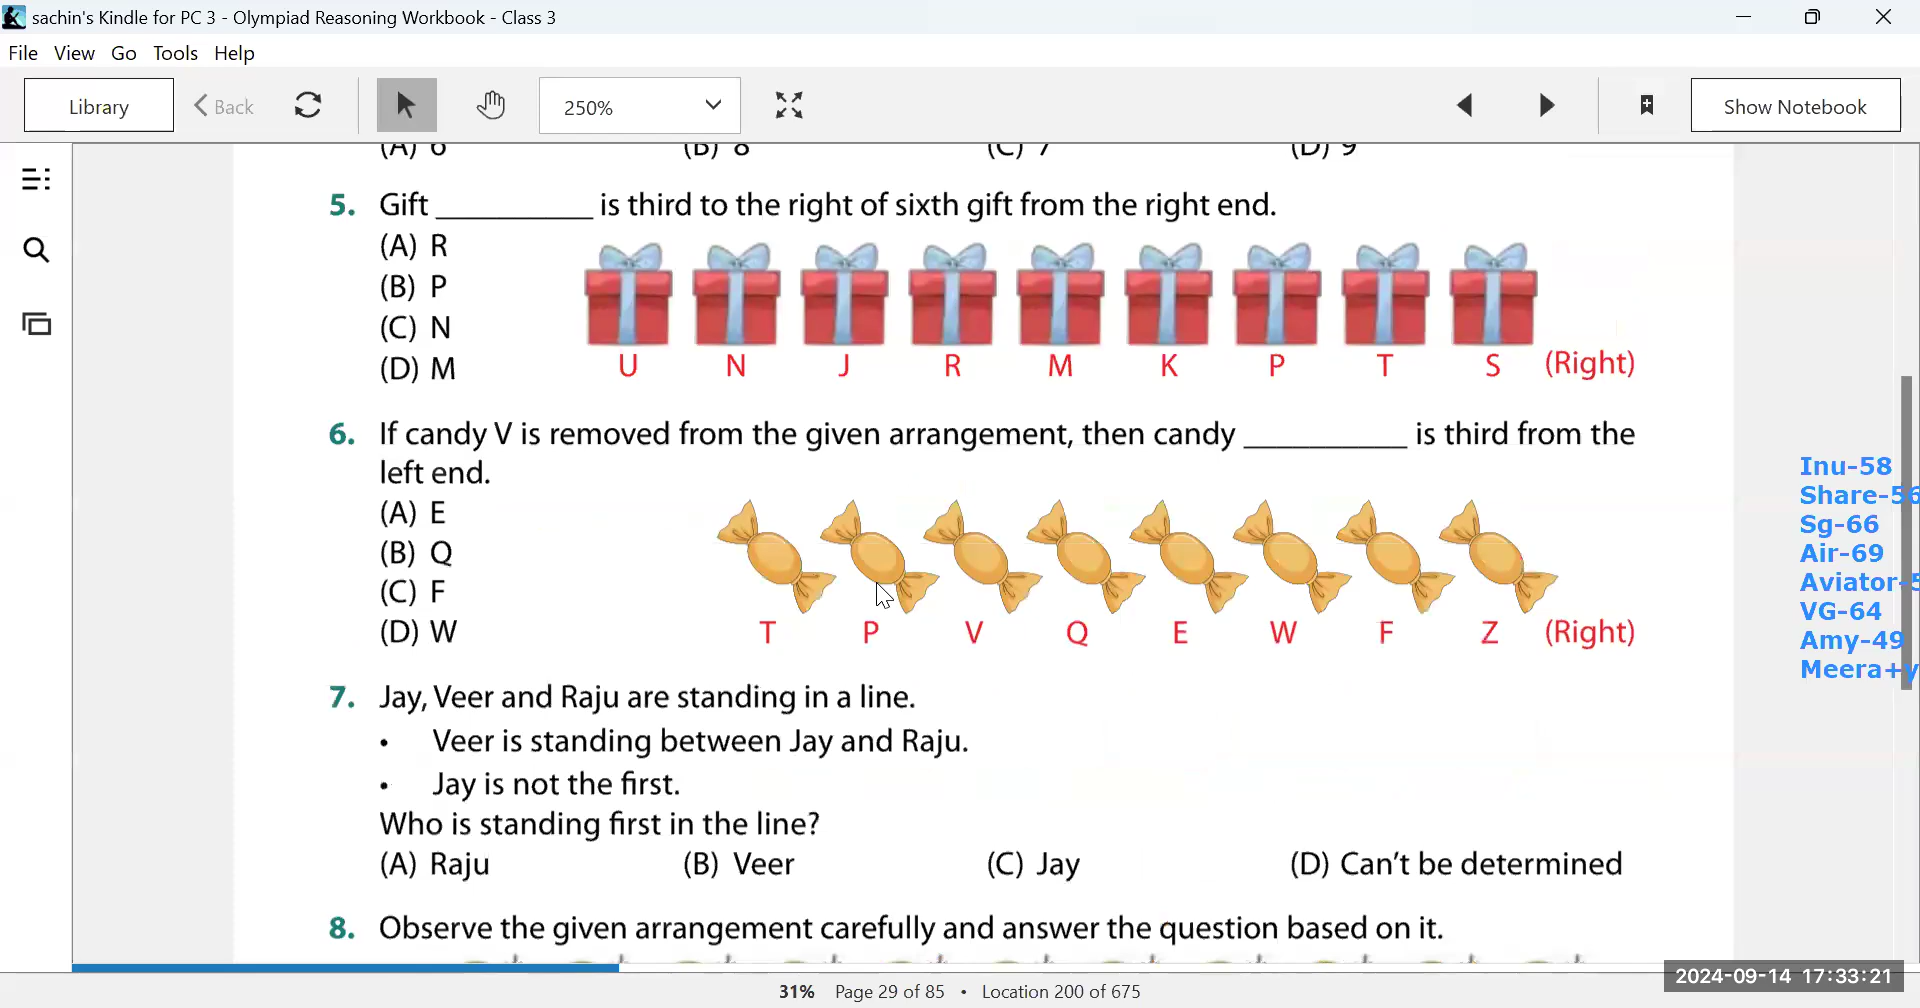 sachin's Kindle for PC 3 - Olympiad Reasoning Workbook - Class 3
File View Go Tools Help
Library Back 250% Show Notebook
5. Gift __________ is third to the right of sixth gift from the right end.
(A) R
(B) P
(C) N
(D) M
U N J R M K P T S (Right)
6. If candy V is removed from the given arrangement, then candy __________ is third from the
left end.
(A) E
(B) Q
(C) F
(D) W
T P V Q E W F Z (Right)
7. Jay, Veer and Raju are standing in a line.
• Veer is standing between Jay and Raju.
• Jay is not the first.
Who is standing first in the line?
(A) Raju (B) Veer (C) Jay (D) Can't be determined
8. Observe the given arrangement carefully and answer the question based on it.
Inu-58
Share-56
Sg-66
Air-69
Aviator-5
VG-64
Amy-49
Meera+y
31% Page 29 of 85 • Location 200 of 675
2024-09-14 17:33:21